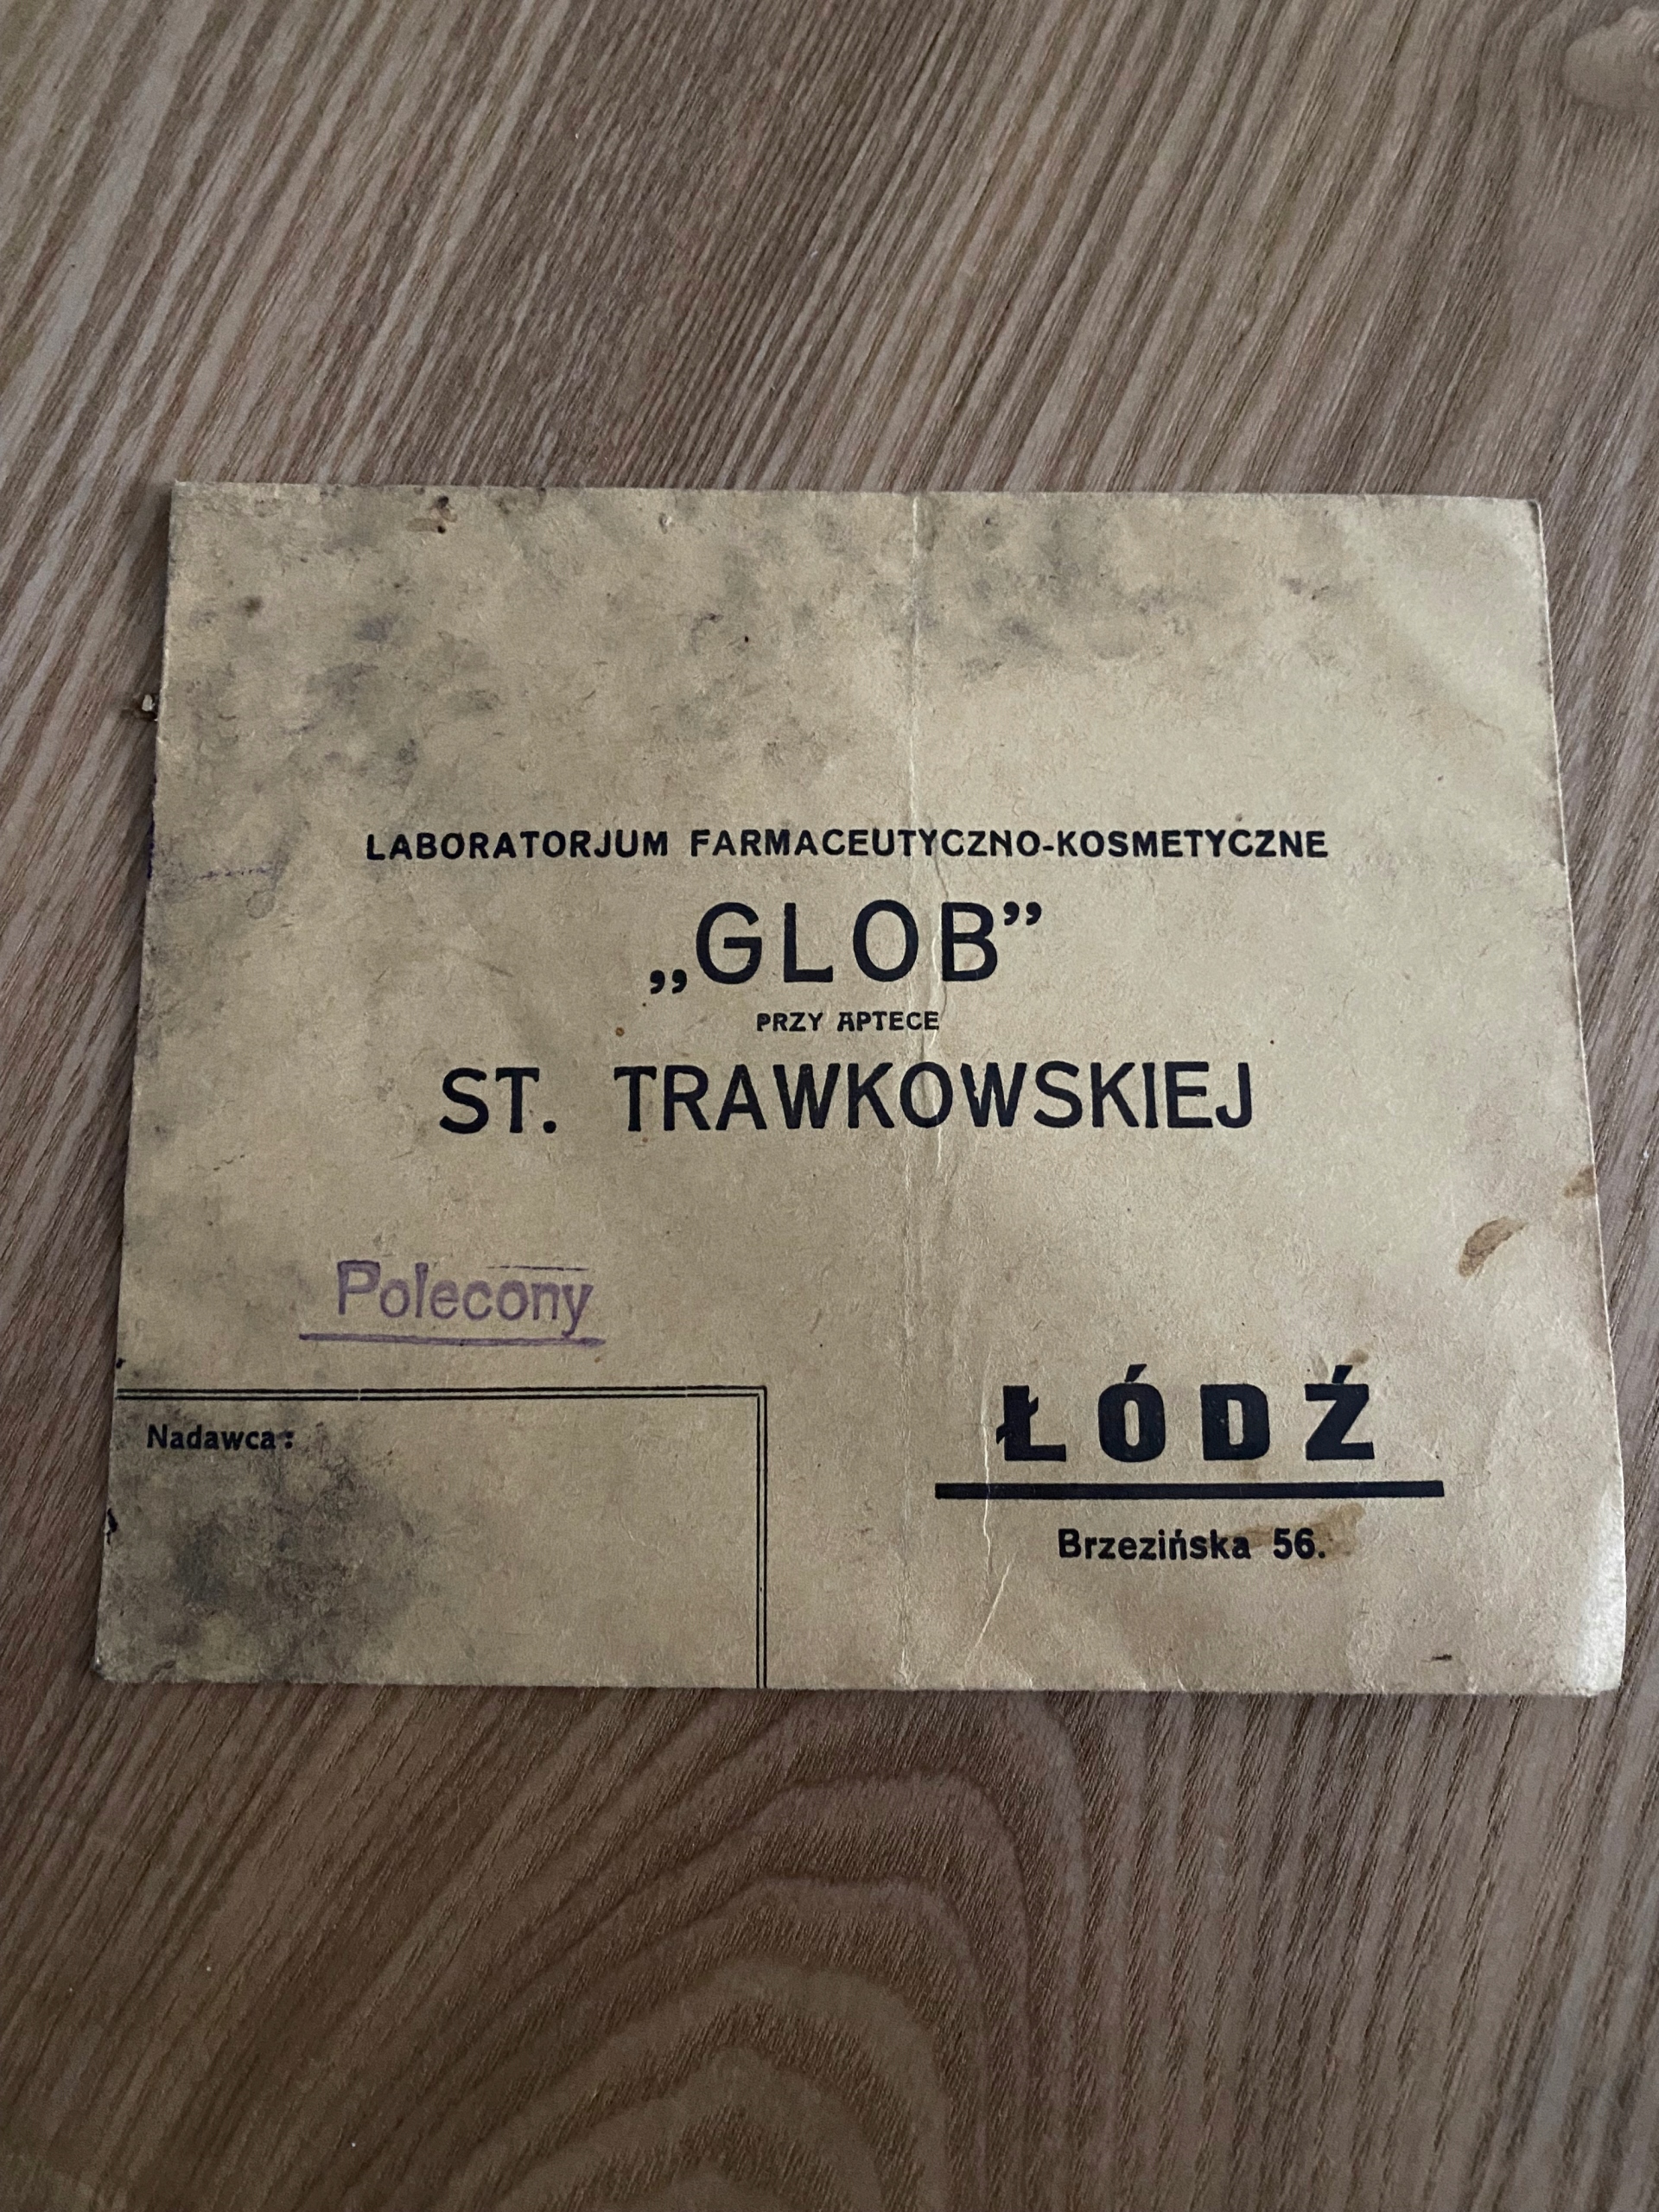 LABORATORJUM FARMACEUTYCZNO-KOSMETYCZNE
„GLOB”
PRZY APTECE
ST. TRAWKOWSKIEJ
Polecony
Nadawca:
ŁÓDŹ
Brzezińska 56.